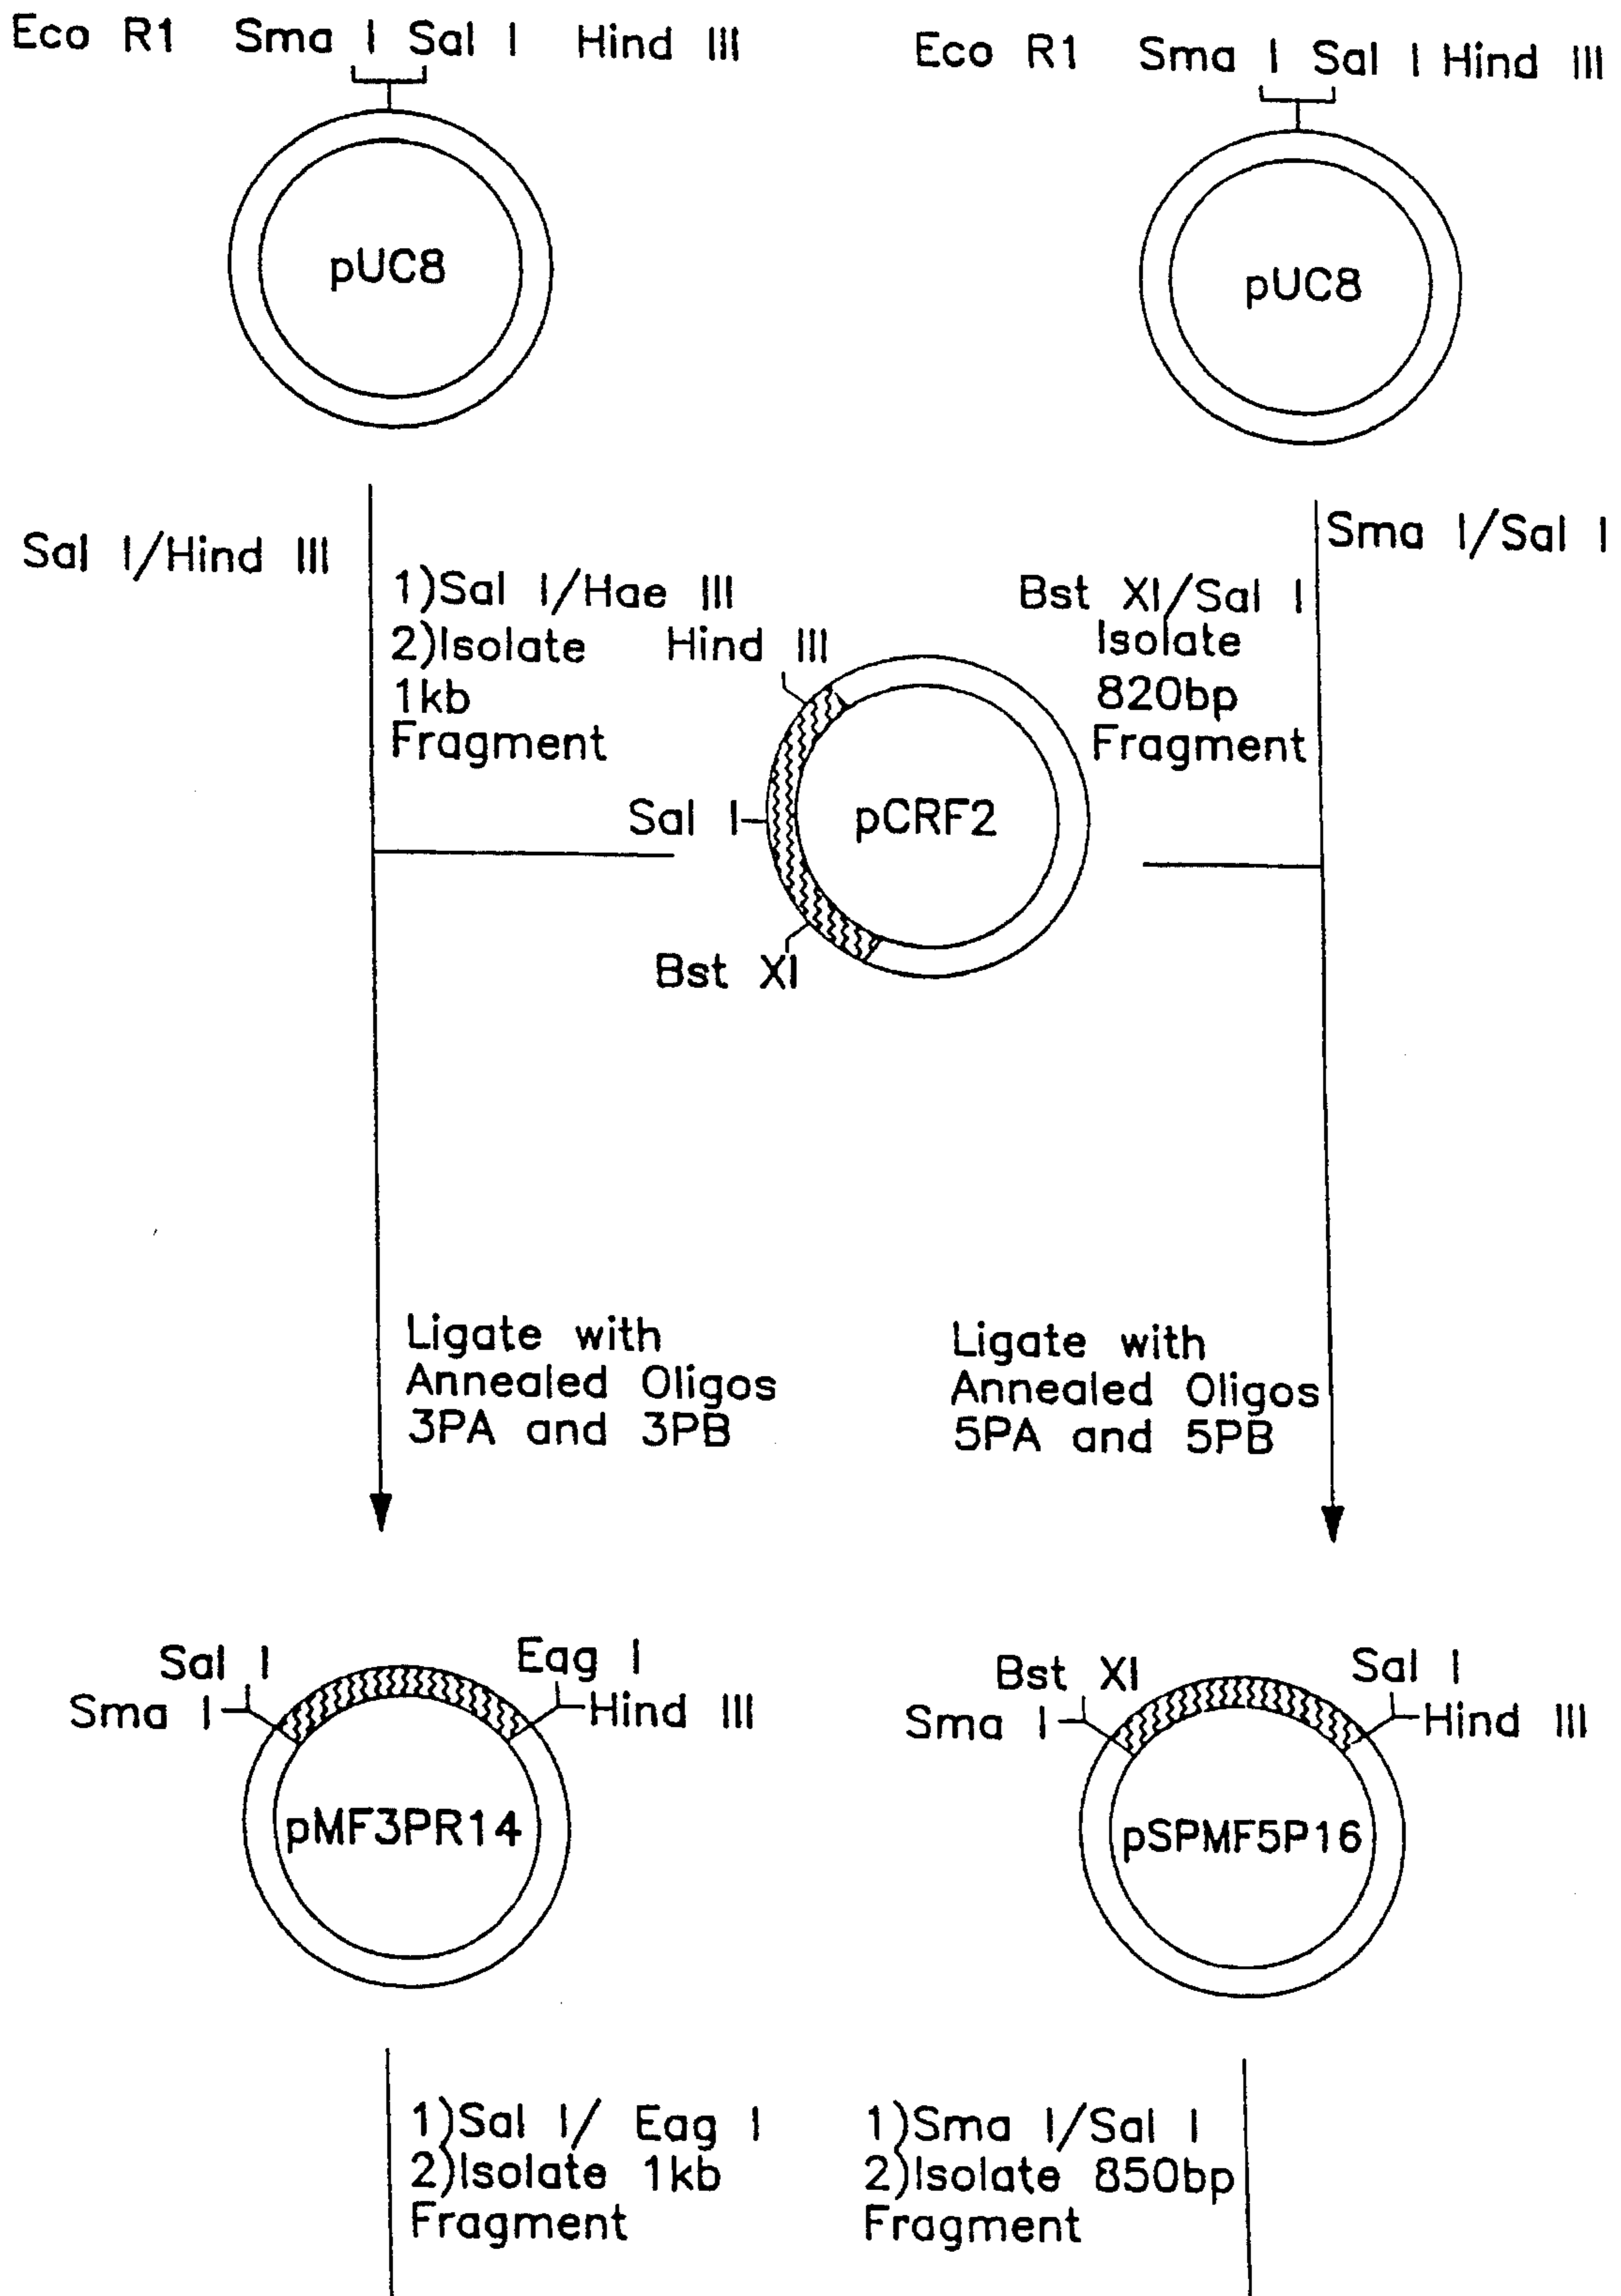 Eco R1 Sma I Sal I Hind III
Eco R1 Sma I Sal I Hind III
pUC8
pUC8
Sal I/Hind III
Sma I/Sal I
1)Sal I/Hae III
2)Isolate
1kb
Fragment
Bst XI/Sal I
Isolate
820bp
Fragment
Hind III
Sal I
pCRF2
Bst XI
Ligate with
Annealed Oligos
3PA and 3PB
Ligate with
Annealed Oligos
5PA and 5PB
Sal I
Eag I
Sma I
Hind III
pMF3PR14
Bst XI
Sal I
Sma I
Hind III
pSPMF5P16
1)Sal I/ Eag I
2)Isolate 1kb
Fragment
1)Sma I/Sal I
2)Isolate 850bp
Fragment